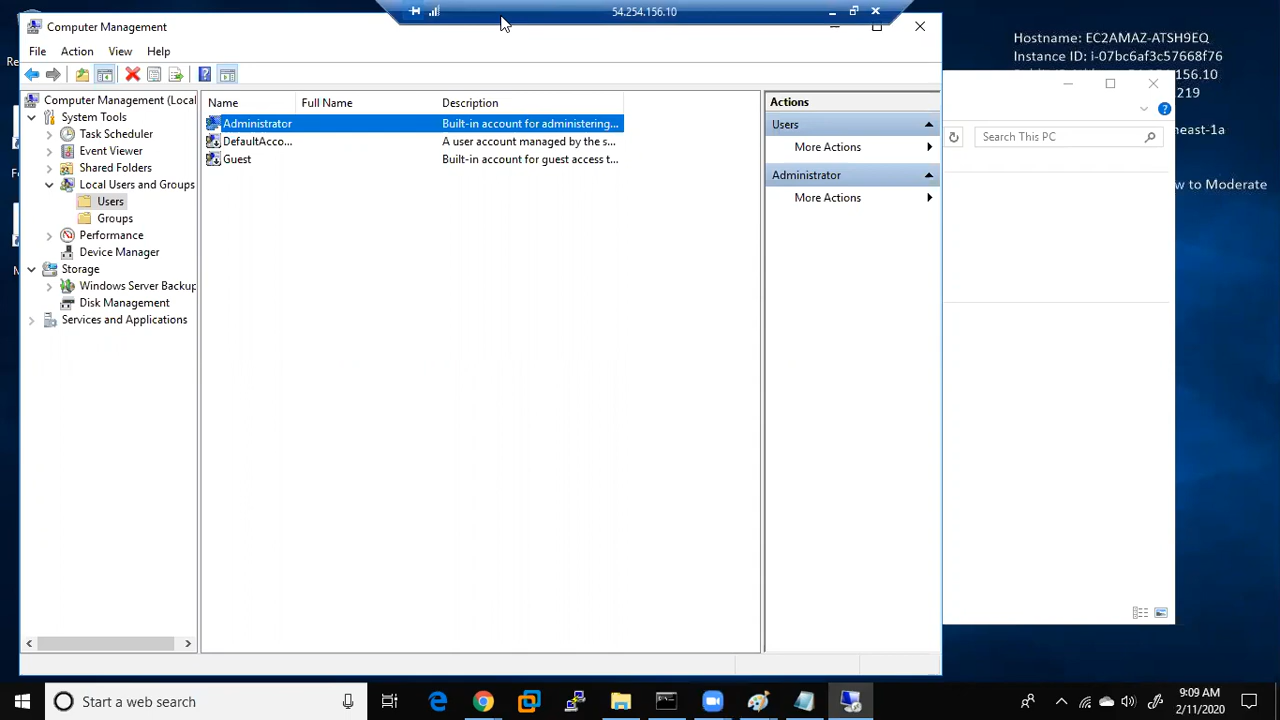 54.254.156.10
Computer Management
Hostname: EC2AMAZ-ATSH9EQ
Instance ID: i-07bc6af3c57668f76
156.10
219
east-1a
w to Moderate
File Action View Help
Computer Management (Local
System Tools
Task Scheduler
Event Viewer
Shared Folders
Local Users and Groups
Users
Groups
Performance
Device Manager
Storage
Windows Server Backup
Disk Management
Services and Applications
Name Full Name Description
Administrator Built-in account for administering...
DefaultAcco... A user account managed by the s...
Guest Built-in account for guest access t...
Actions
Users
More Actions
Administrator
More Actions
Search This PC
Start a web search
9:09 AM
2/11/2020